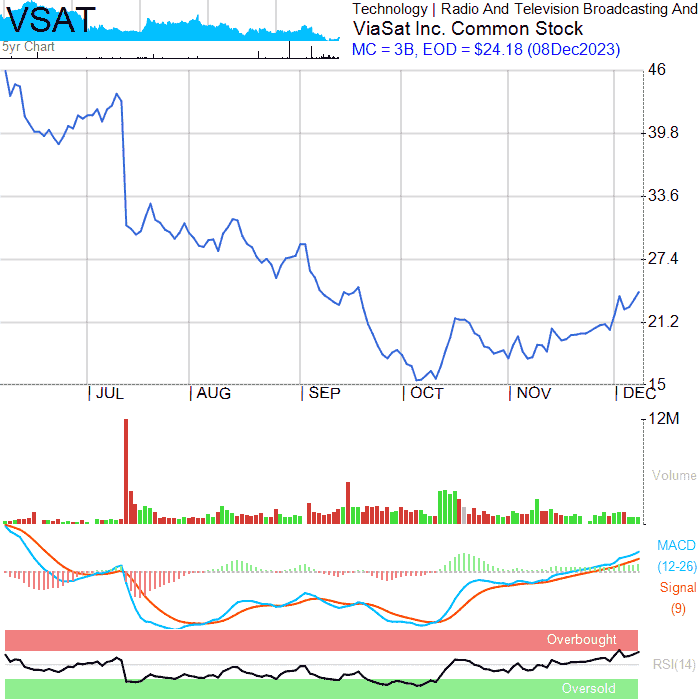 VSAT
5yr Chart
Technology | Radio And Television Broadcasting And
ViaSat Inc. Common Stock
MC = 3B, EOD = $24.18 (08Dec2023)
46
39.8
33.6
27.4
21.2
15
JUL
AUG
SEP
OCT
NOV
DEC
12M
Volume
MACD
(12-26)
Signal
(9)
Overbought
RSI(14)
Oversold